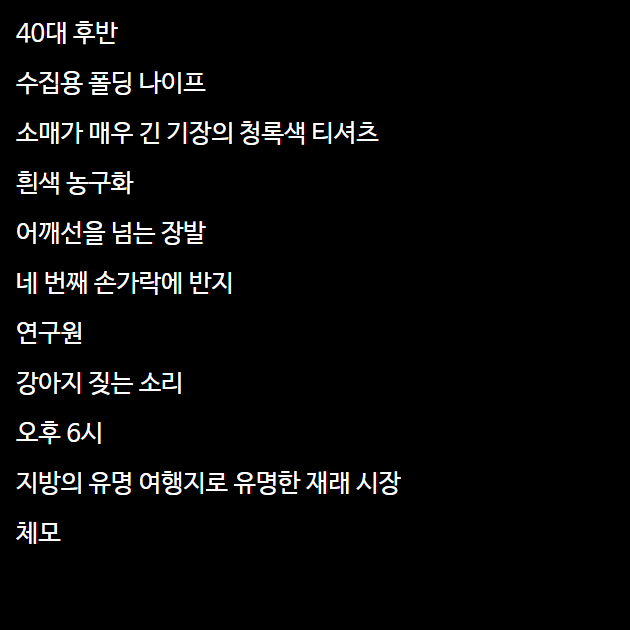 40대 후반
수집용 폴딩 나이프
소매가 매우 긴 기장의 청록색 티셔츠
흰색 농구화
어깨선을 넘는 장발
네 번째 손가락에 반지
연구원
강아지 짖는 소리
오후 6시
지방의 유명 여행지로 유명한 재래 시장
체모